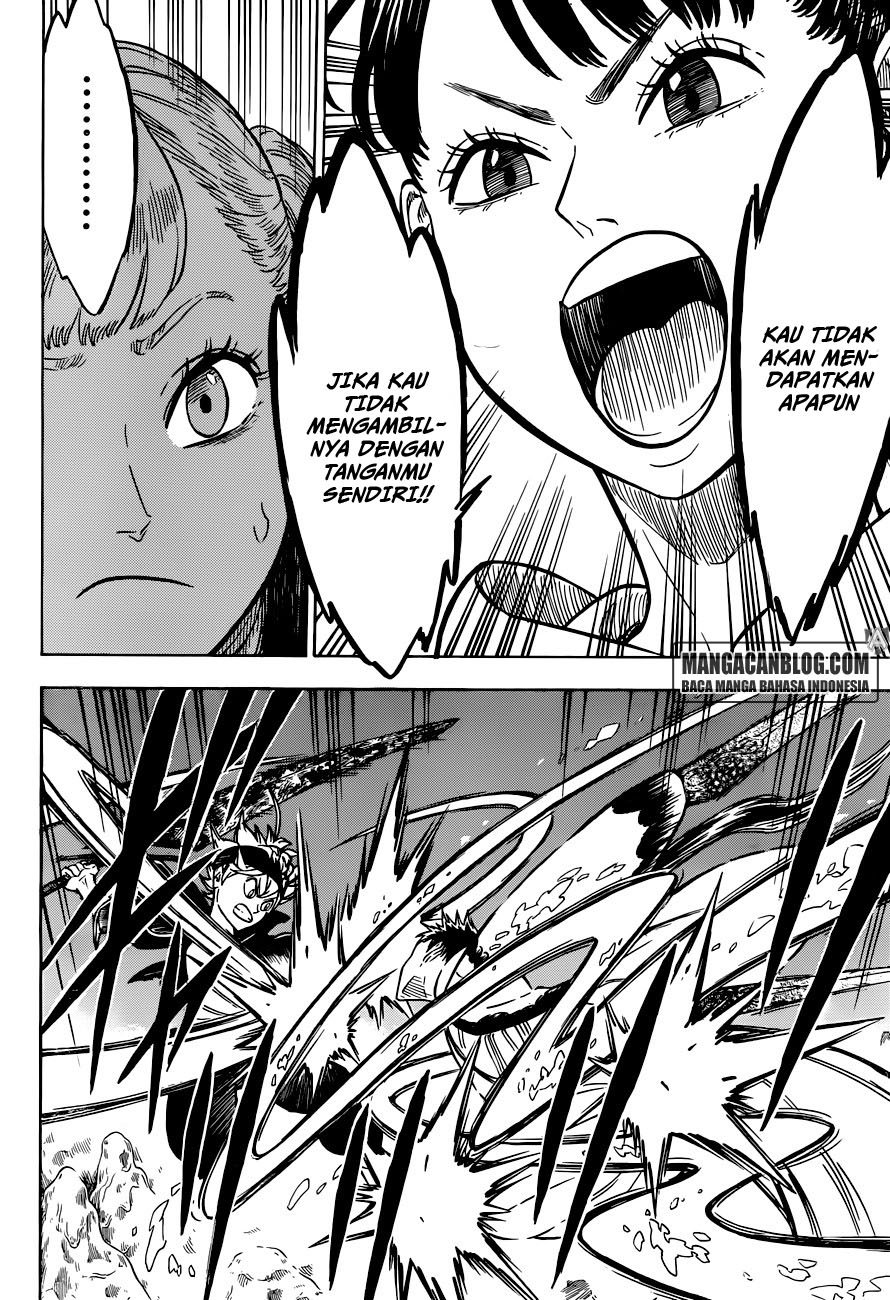 KAU TIDAK
AKAN MEN-
DAPATKAN
APAPUN
JIKA KAU
TIDAK
MENGAMBIL-
NYA DENGAN
TANGANMU
SENDIRI!!
..........
MANGACANBLOG.COM
BACA MANGA BAHASA INDONESIA